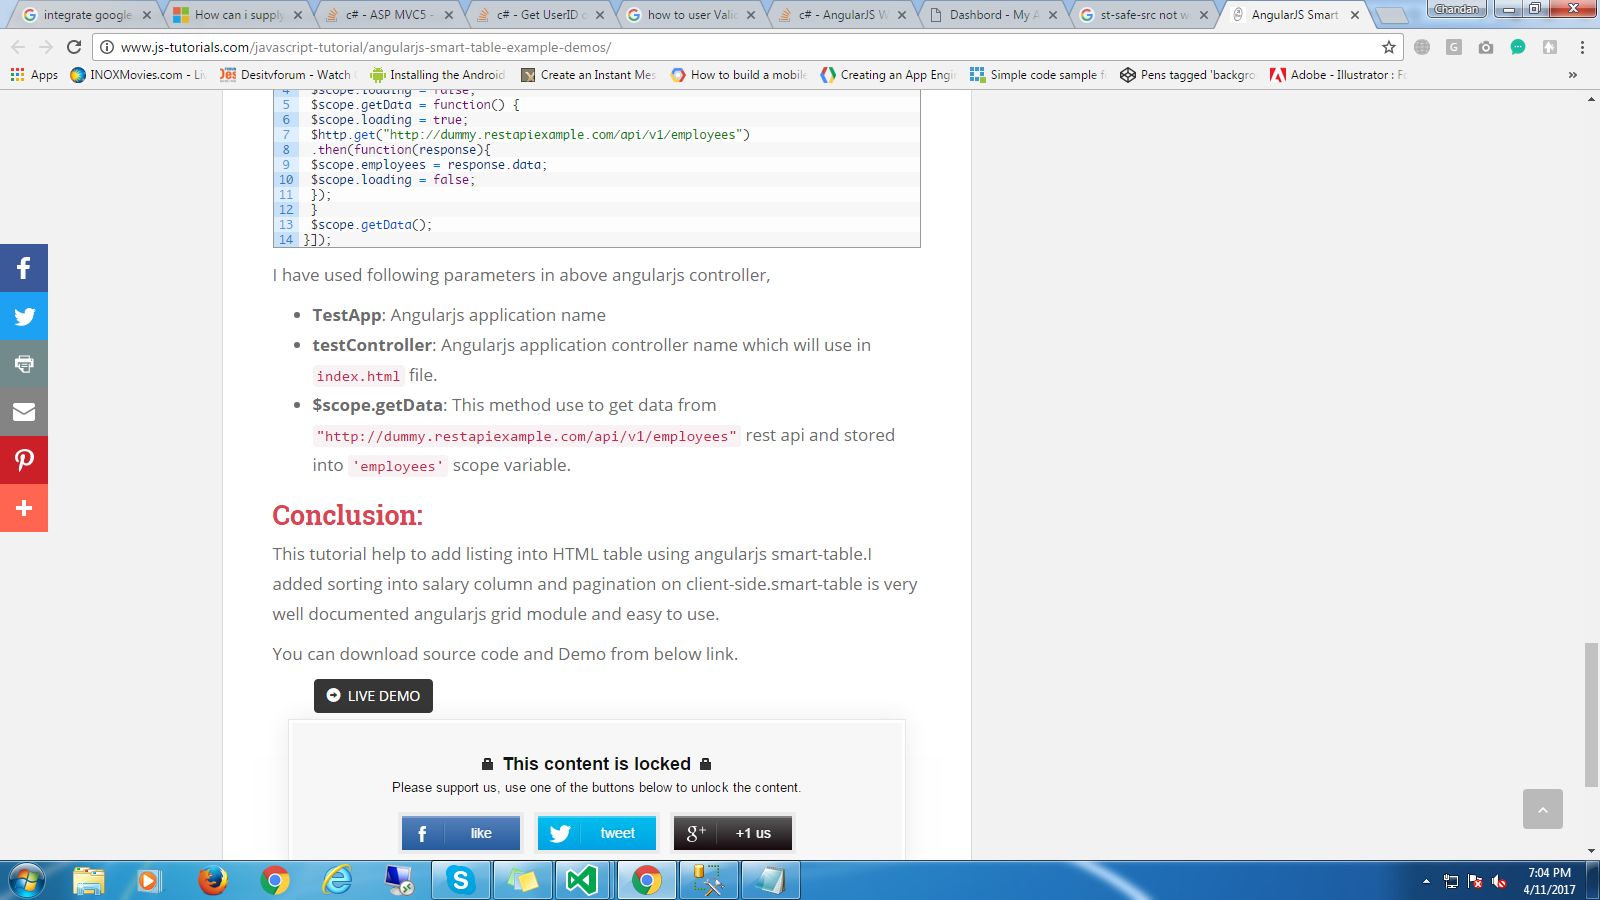 integrate google
How can i supply
c# - ASP MVC5 -
c# - Get UserID
how to user Valid
c# - AngularJS W
Dashbord - My A
st-safe-src not w
AngularJS Smart
Chandan
www.js-tutorials.com/javascript-tutorial/angularjs-smart-table-example-demos/
Apps
INOXMovies.com - Li
Desitvforum - Watch
Installing the Android
Create an Instant Mes
How to build a mobile
Creating an App Engi
Simple code sample f
Pens tagged 'backgro
Adobe - Illustrator : Fo
»
4 $scope.loading = false;
5 $scope.getData = function() {
6 $scope.loading = true;
7 $http.get("http://dummy.restapiexample.com/api/v1/employees")
8 .then(function(response){
9 $scope.employees = response.data;
10 $scope.loading = false;
11 });
12 }
13 $scope.getData();
14 }]);
I have used following parameters in above angularjs controller,
• TestApp: Angularjs application name
• testController: Angularjs application controller name which will use in
index.html file.
• $scope.getData: This method use to get data from
"http://dummy.restapiexample.com/api/v1/employees" rest api and stored
into 'employees' scope variable.
Conclusion:
This tutorial help to add listing into HTML table using angularjs smart-table.I
added sorting into salary column and pagination on client-side.smart-table is very
well documented angularjs grid module and easy to use.
You can download source code and Demo from below link.
LIVE DEMO
This content is locked
Please support us, use one of the buttons below to unlock the content.
like
tweet
g+ +1 us
7:04 PM
4/11/2017